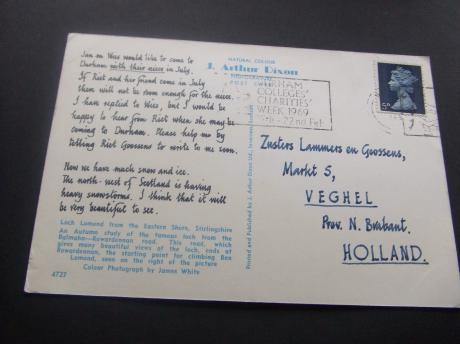 Jan en Wies would like to come to
Durham with their niece in July.
If Riet and her friend come in July
there will not be room enough for the niece.
I have replied to Wies, but I would be
happy to hear from Riet when she may be
coming to Durham. Please help me by
telling Riet Goossens to write to me soon.
Now we have much snow and ice.
The north-west of Scotland is having
heavy snowstorms. I think that it will
be very beautiful to see.
Loch Lomond from the Eastern Shore, Stirlingshire
An Autumn study of the famous loch from the
Balmaha—Rowardennan road. This road, which
gives many beautiful views of the loch, ends at
Rowardennan, the starting point for climbing Ben
Lomond, seen on the right of the picture
Colour Photograph by James White
4727
NATURAL COLOUR
J. Arthur Dixon
POST CARD
DURHAM
COLLEGES'
CHARITIES'
WEEK 1969
22nd Feb
Printed and Published by J. Arthur Dixon Ltd.
Zusters Lammers en Goossens,
Markt 5,
VEGHEL
Prov. N. Brabant.
HOLLAND.